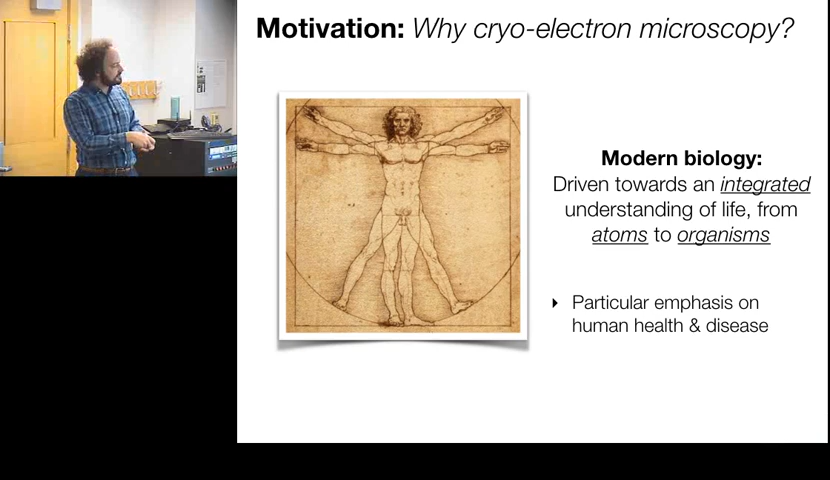 Motivation: Why cryo-electron microscopy?
Modern biology:
Driven towards an integrated
understanding of life, from
atoms to organisms
Particular emphasis on
human health & disease